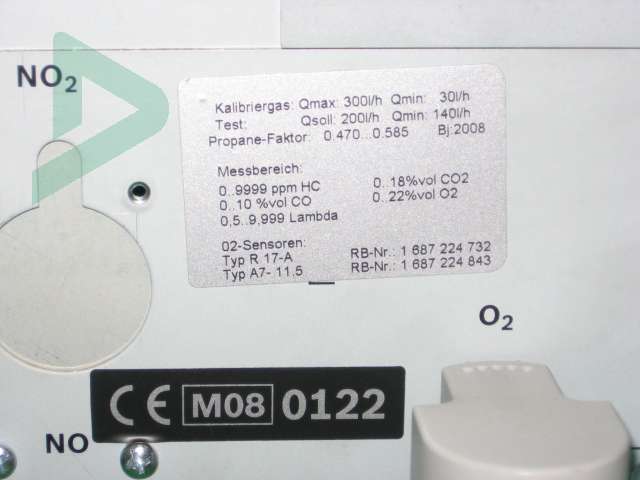 NO2
Kalibriergas: Qmax: 300l/h Qmin: 30l/h
Test: Qsoll: 200l/h Qmin: 140l/h
Propane-Faktor: 0.470...0.585 Bj:2008
Messbereich:
0..9999 ppm HC 0..18%vol CO2
0..10 %vol CO 0..22%vol O2
0,5..9,999 Lambda
02-Sensoren:
Typ R 17-A RB-Nr.: 1 687 224 732
Typ A7- 11.5 RB-Nr.: 1 687 224 843
O2
CE M08 0122
NO